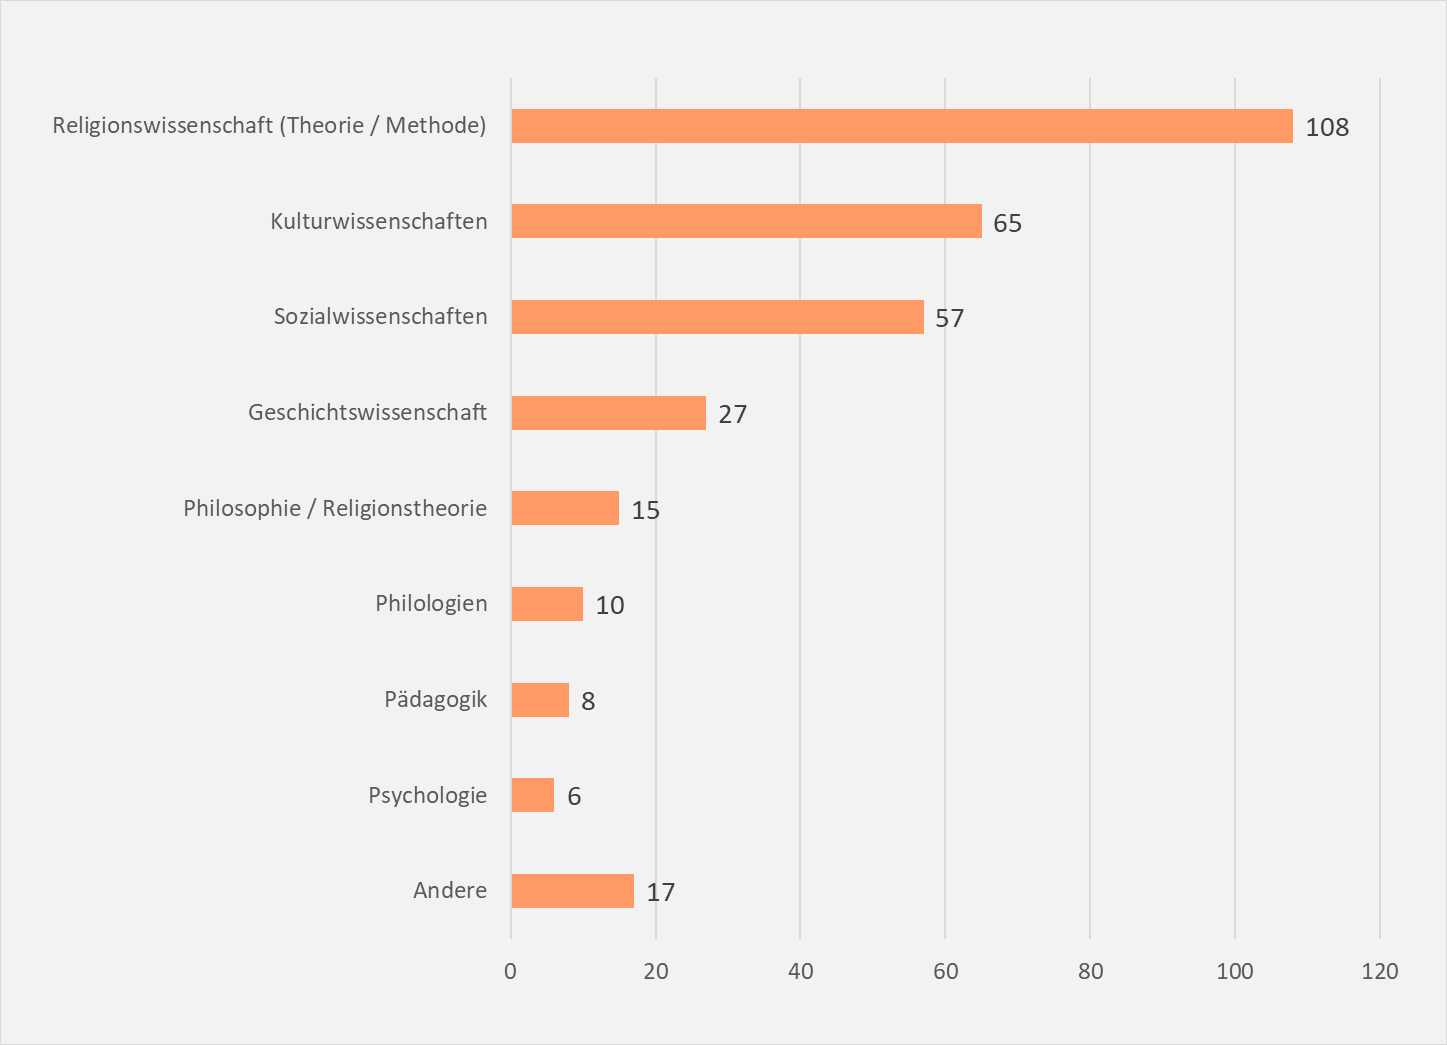 Religionswissenschaft (Theorie / Methode) 108
Kulturwissenschaften 65
Sozialwissenschaften 57
Geschichtswissenschaft 27
Philosophie / Religionstheorie 15
Philologien 10
Pädagogik 8
Psychologie 6
Andere 17
0 20 40 60 80 100 120